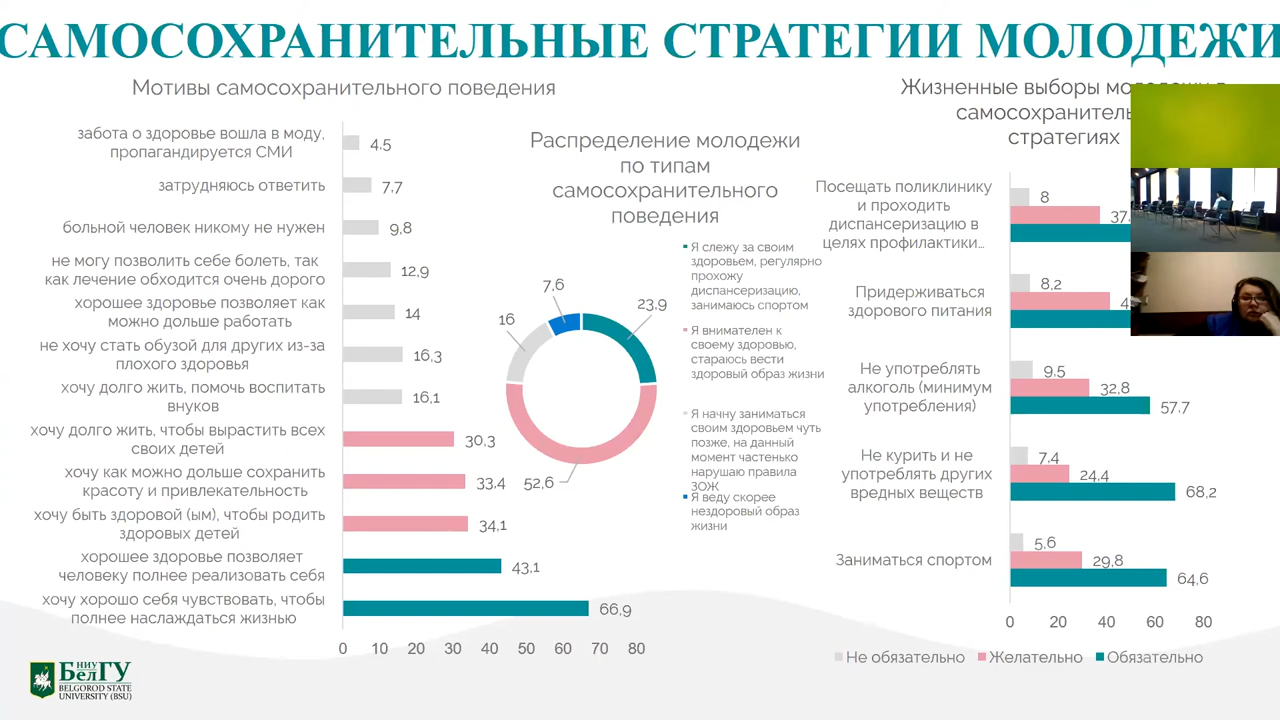 САМОСОХРАНИТЕЛЬНЫЕ СТРАТЕГИИ МОЛОДЕЖИ
Мотивы самосохранительного поведения
забота о здоровье вошла в моду,
пропагандируется СМИ
4.5
затрудняюсь ответить
7,7
больной человек никому не нужен
9,8
не могу позволить себе болеть, так
как лечение обходится очень дорого
12,9
хорошее здоровье позволяет как
можно дольше работать
14
не хочу стать обузой для других из-за
плохого здоровья
16,3
хочу долго жить, помочь воспитать
внуков
16,1
хочу долго жить, чтобы вырастить всех
своих детей
30,3
хочу как можно дольше сохранить
красоту и привлекательность
33,4
хочу быть здоровой (ым), чтобы родить
здоровых детей
34,1
хорошее здоровье позволяет
человеку полнее реализовать себя
43,1
хочу хорошо себя чувствовать, чтобы
полнее наслаждаться жизнью
66,9
0 10 20 30 40 50 60 70 80
Распределение молодежи
по типам
самосохранительного
поведения
7,6
23,9
16
52,6
Я слежу за своим
здоровьем, регулярно
прохожу
диспансеризацию,
занимаюсь спортом
Я внимателен к
своему здоровью,
стараюсь вести
здоровый образ жизни
Я начну заниматься
своим здоровьем чуть
позже, на данный
момент частенько
нарушаю правила
ЗОЖ
Я веду скорее
нездоровый образ
жизни
Жизненные выборы
стратегиях
Посещать поликлинику
и проходить
диспансеризацию в
целях профилактики...
8
37,
Придерживаться
здорового питания
8,2
Не употреблять
алкоголь (минимум
употребления)
9,5
32,8
57,7
Не курить и не
употреблять других
вредных веществ
7,4
24,4
68,2
Заниматься спортом
5,6
29,8
64,6
0 20 40 60 80
Не обязательно Желательно Обязательно
НИУ
БелГУ
BELGOROD STATE
UNIVERSITY (BSU)